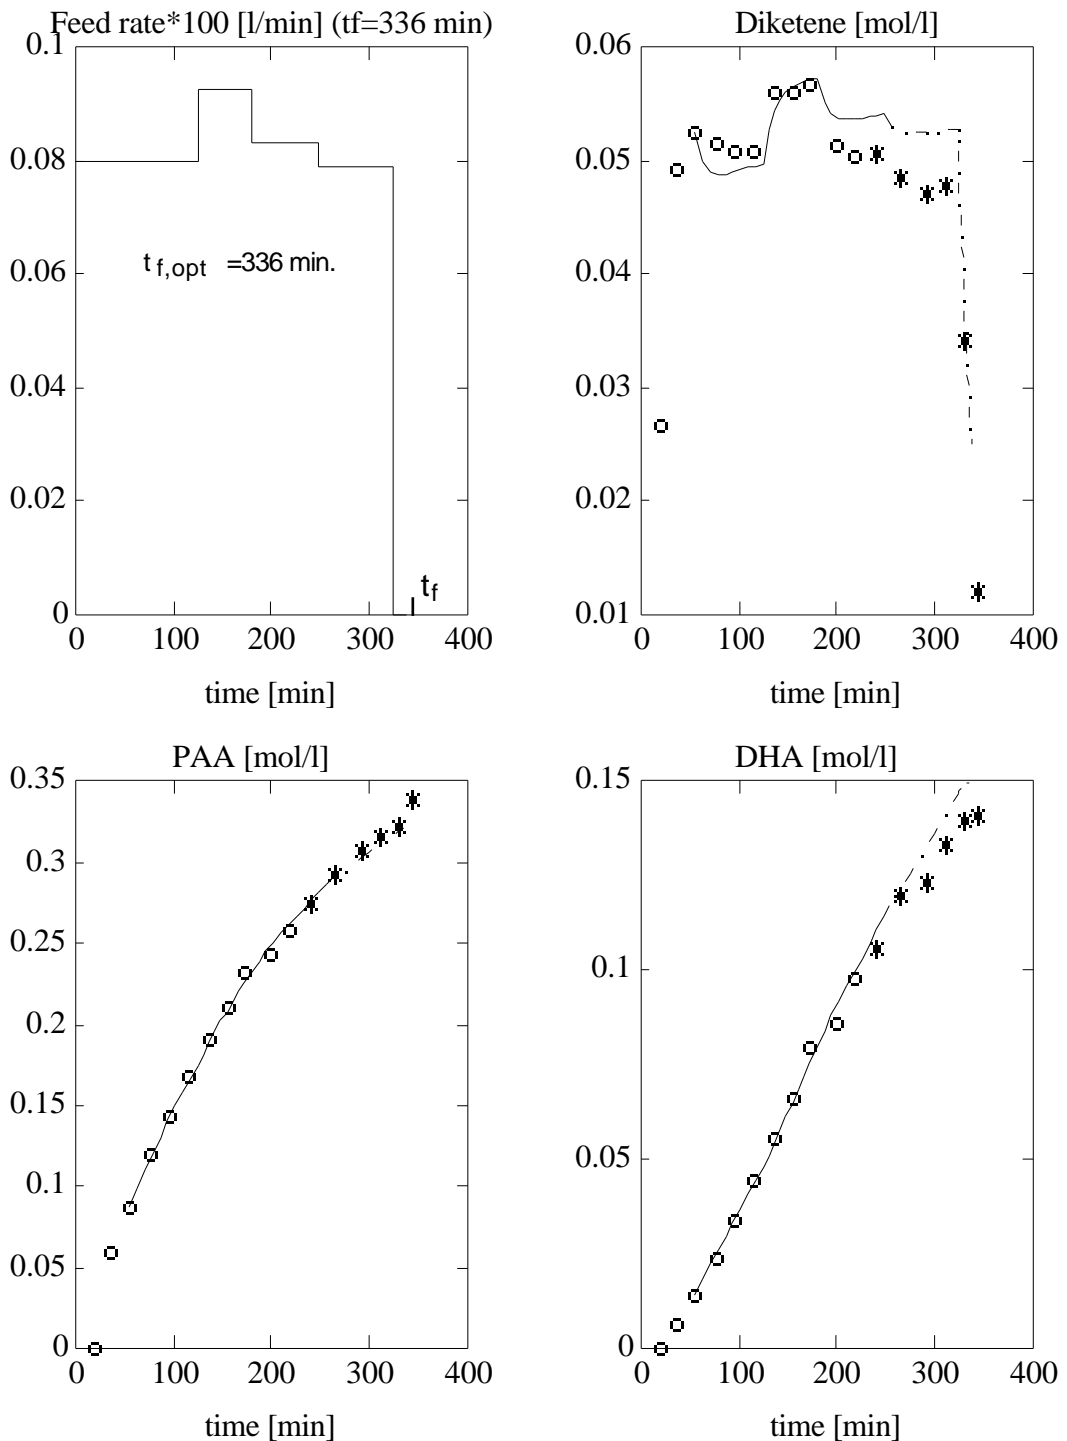 Feed rate*100 [l/min] (tf=336 min)
0.1
0.08
0.06
0.04
0.02
0
t f,opt =336 min.
tf
0 100 200 300 400
time [min]
Diketene [mol/l]
0.06
0.05
0.04
0.03
0.02
0.01
0 100 200 300 400
time [min]
PAA [mol/l]
0.35
0.3
0.25
0.2
0.15
0.1
0.05
0
0 100 200 300 400
time [min]
DHA [mol/l]
0.15
0.1
0.05
0
0 100 200 300 400
time [min]